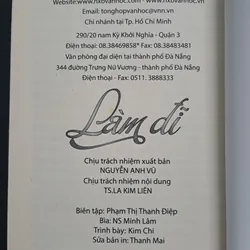 Website:www.nxbvanhoc.com.vn
Email: tonghopvanhoc@vnn.vn
Chi nhánh tại Tp. Hồ Chí Minh
290/20 nam Kỳ Khởi Nghĩa - Quận 3
Điện thoại: 08.38469858* Fax: 08.38483481
Văn phòng đại diện tại thành phố Đà Nẵng
344 đường Trưng Nữ Vương - thành phố Đà Nẵng
Điện thoại - Fax: 0511. 3888333
Làm đĩ
Chịu trách nhiệm xuất bản
NGUYỄN ANH VŨ
Chịu trách nhiệm nội dung
TS.LA KIM LIÊN
Biên tập: Phạm Thị Thanh Điệp
Bìa: NS Minh Lâm
Trình bày: Kim Chi
Sửa bản in: Thanh Mai